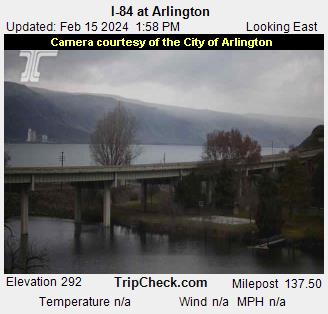 I-84 at Arlington
Updated: Feb 15 2024 1:58 PM Looking East
Camera courtesy of the City of Arlington
Elevation 292 TripCheck.com Milepost 137.50
Temperature n/a Wind n/a MPH n/a